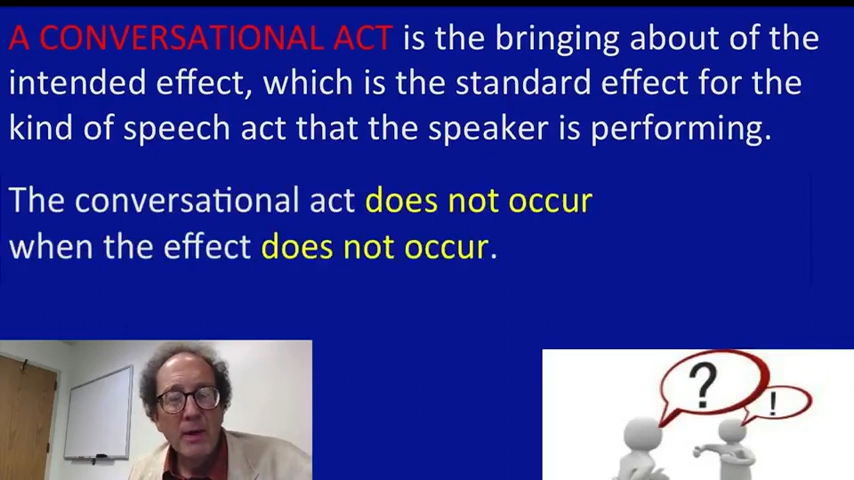 A CONVERSATIONAL ACT is the bringing about of the
intended effect, which is the standard effect for the
kind of speech act that the speaker is performing.
The conversational act does not occur
when the effect does not occur.
?
!